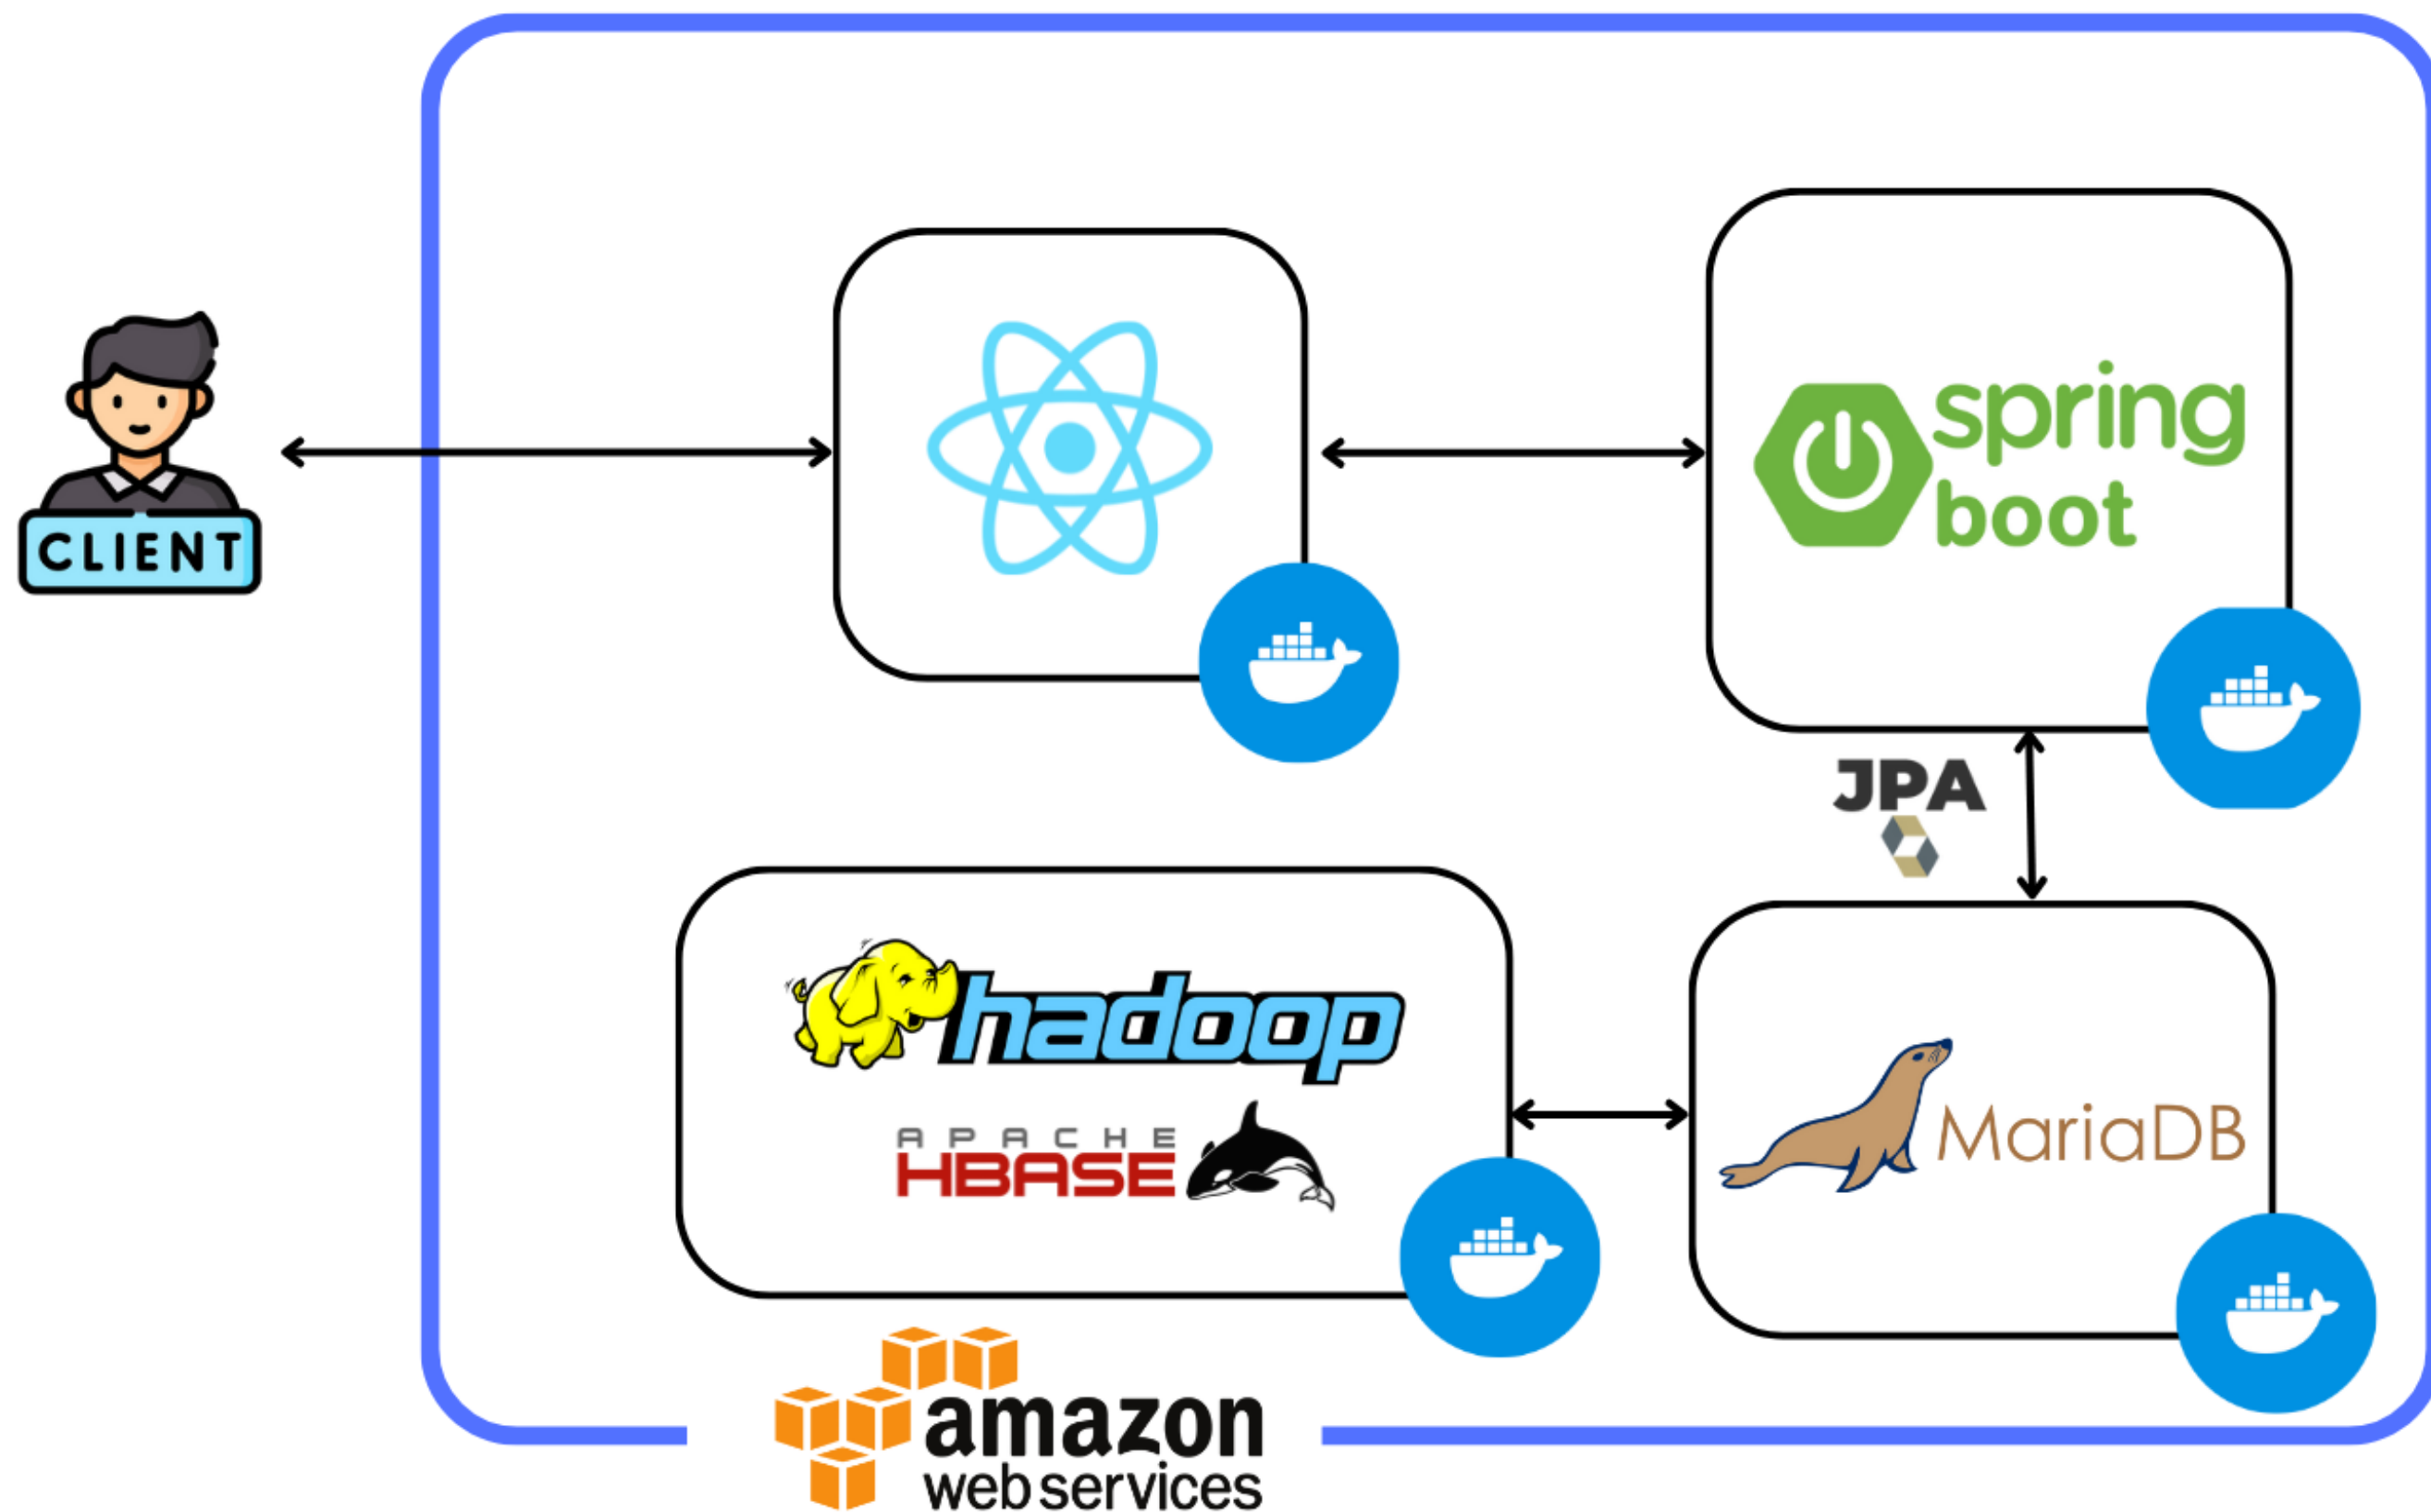 CLIENT
spring
boot
JPA
hadoop
APACHE
HBASE
MariaDB
amazon
web services